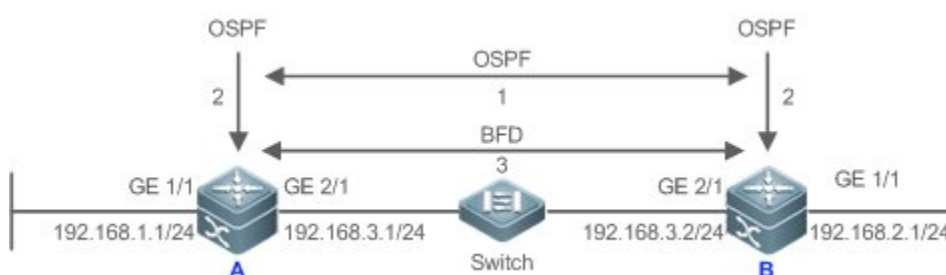 OSPF
OSPF
OSPF
2
1
2
BFD
3
GE 1/1
GE 2/1
GE 2/1
GE 1/1
192.168.1.1/24
192.168.3.1/24
192.168.3.2/24
192.168.2.1/24
A
Switch
B